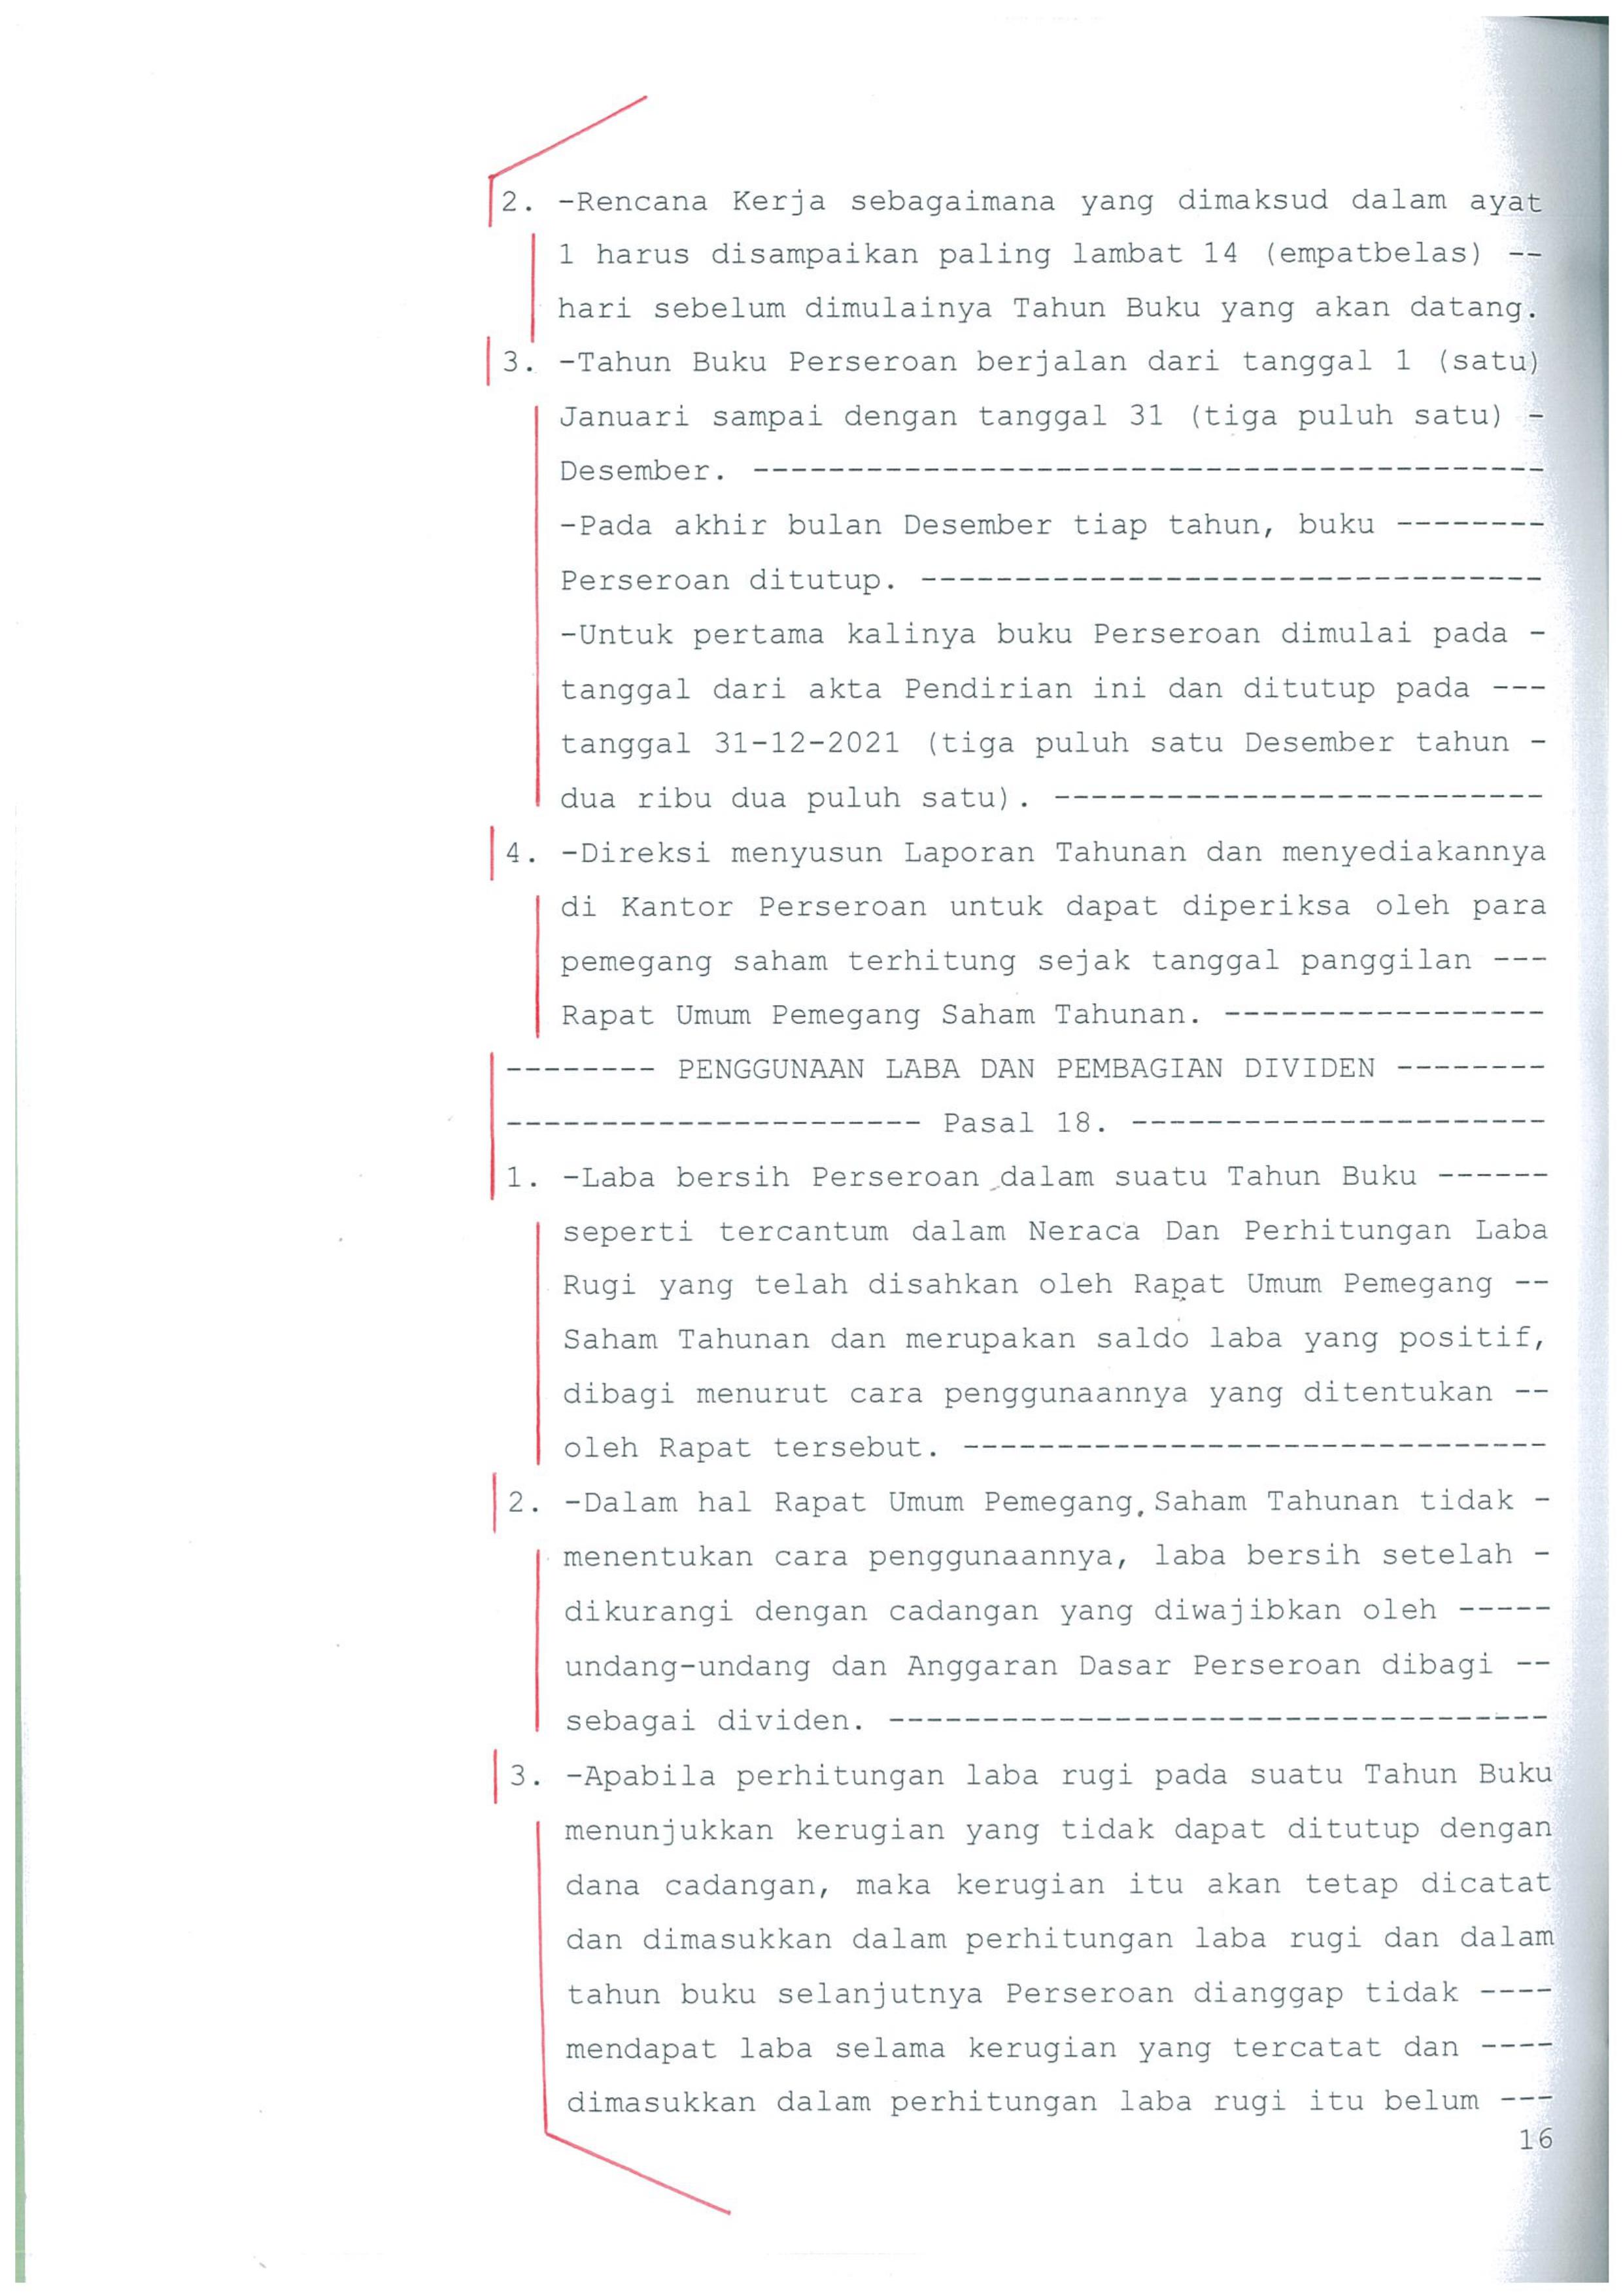 2. -Rencana Kerja sebagaimana yang dimaksud dalam ayat
1 harus disampaikan paling lambat 14 (empatbelas) --
hari sebelum dimulainya Tahun Buku yang akan datang.
3. -Tahun Buku Perseroan berjalan dari tanggal 1 (satu)
Januari sampai dengan tanggal 31 (tiga puluh satu) -
Desember. ------------------------------------------
-Pada akhir bulan Desember tiap tahun, buku --------
Perseroan ditutup. ---------------------------------
-Untuk pertama kalinya buku Perseroan dimulai pada -
tanggal dari akta Pendirian ini dan ditutup pada ---
tanggal 31-12-2021 (tiga puluh satu Desember tahun -
dua ribu dua puluh satu). --------------------------
4. -Direksi menyusun Laporan Tahunan dan menyediakannya
di Kantor Perseroan untuk dapat diperiksa oleh para
pemegang saham terhitung sejak tanggal panggilan ---
Rapat Umum Pemegang Saham Tahunan. -----------------
-------- PENGGUNAAN LABA DAN PEMBAGIAN DIVIDEN --------
---------------------- Pasal 18. ----------------------
1. -Laba bersih Perseroan dalam suatu Tahun Buku ------
seperti tercantum dalam Neraca Dan Perhitungan Laba
Rugi yang telah disahkan oleh Rapat Umum Pemegang --
Saham Tahunan dan merupakan saldo laba yang positif,
dibagi menurut cara penggunaannya yang ditentukan --
oleh Rapat tersebut. -------------------------------
2. -Dalam hal Rapat Umum Pemegang Saham Tahunan tidak -
menentukan cara penggunaannya, laba bersih setelah -
dikurangi dengan cadangan yang diwajibkan oleh -----
undang-undang dan Anggaran Dasar Perseroan dibagi --
sebagai dividen. -----------------------------------
3. -Apabila perhitungan laba rugi pada suatu Tahun Buku
menunjukkan kerugian yang tidak dapat ditutup dengan
dana cadangan, maka kerugian itu akan tetap dicatat
dan dimasukkan dalam perhitungan laba rugi dan dalam
tahun buku selanjutnya Perseroan dianggap tidak ----
mendapat laba selama kerugian yang tercatat dan ----
dimasukkan dalam perhitungan laba rugi itu belum ---
16